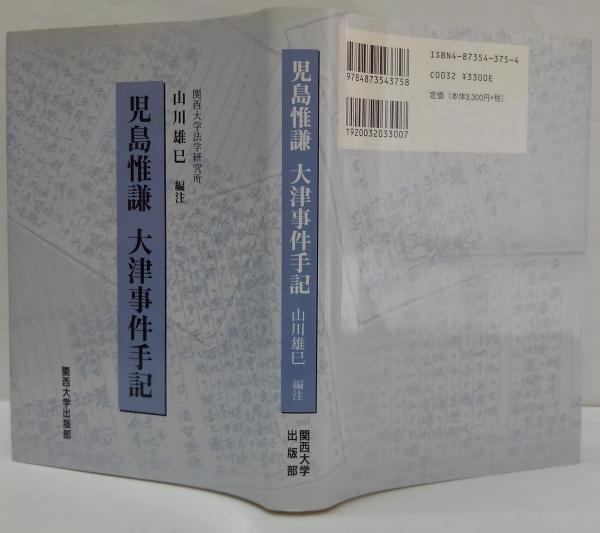 児島惟謙 大津事件手記
関西大学法学研究所
山川雄巳 編注
関西大学出版部
児島惟謙 大津事件手記
山川雄巳 編注
関西大学
出版部
9784873543758
1920032033007
ISBN4-87354-375-4
C0032 ¥3300E
定価(本体3,300円+税)